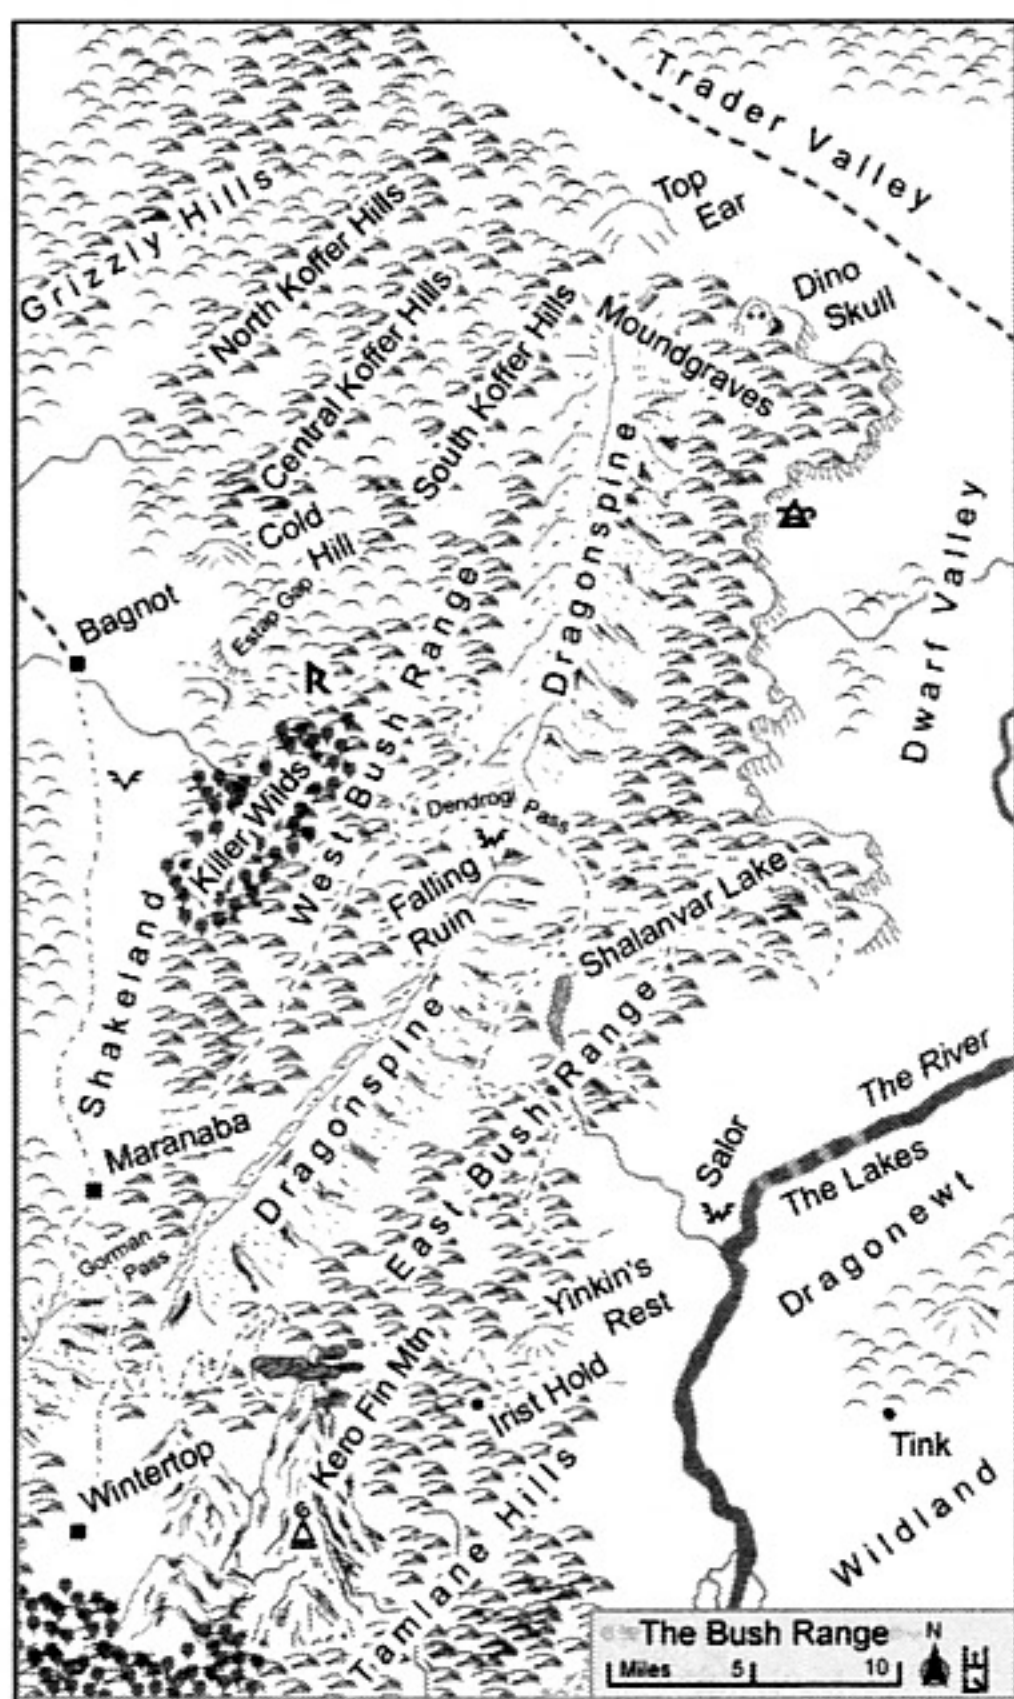 Trader Valley
Top
Ear
Grizzly Hills
North Koffer Hills
Dino
Skull
Central Koffer Hills
South Koffer Hills
Moundgraves
Cold
Hill
Dragonspine
Estap Gap
Bagnot
Dwarf Valley
R
West Bush Range
Killer Wilds
Dendrogi Pass
Falling
Ruin
Shalanvar Lake
Shakeland
Dragonspine
East Bush Range
The River
Maranaba
Salor
The Lakes
Gorman
Pass
Dragonewt
Yinkin's
Rest
Kero Fin Mtn
Irist Hold
Tink
Wintertop
6
Tamlane Hills
Wildland
The Bush Range
N
Miles 5 10